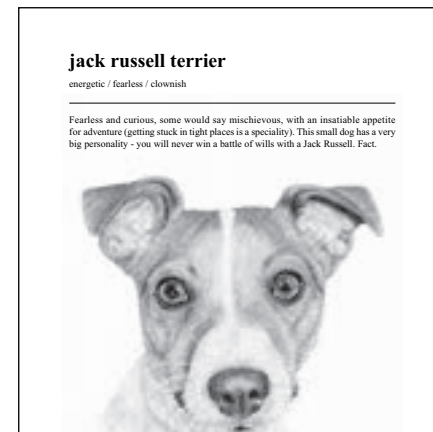 jack russell terrier
energetic / fearless / clownish
Fearless and curious, some would say mischievous, with an insatiable appetite
for adventure (getting stuck in tight places is a speciality). This small dog has a very
big personality - you will never win a battle of wills with a Jack Russell. Fact.